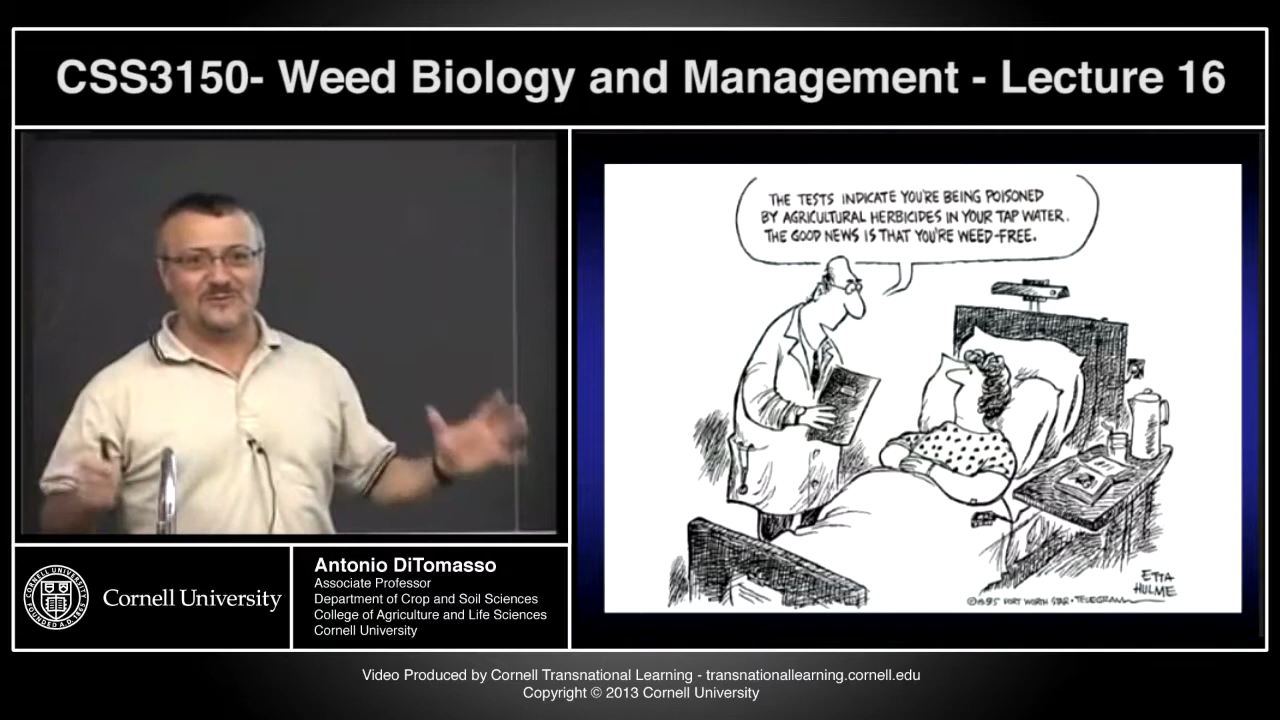 CSS3150- Weed Biology and Management - Lecture 16
THE TESTS INDICATE YOU'RE BEING POISONED
BY AGRICULTURAL HERBICIDES IN YOUR TAP WATER.
THE GOOD NEWS IS THAT YOU'RE WEED-FREE.
ETTA
HULME
FORT WORTH STAR-TELEGRAM
CORNELL UNIVERSITY
FOUNDED A.D.
Cornell University
Antonio DiTomasso
Associate Professor
Department of Crop and Soil Sciences
College of Agriculture and Life Sciences
Cornell University
Video Produced by Cornell Transnational Learning - transnationallearning.cornell.edu
Copyright © 2013 Cornell University